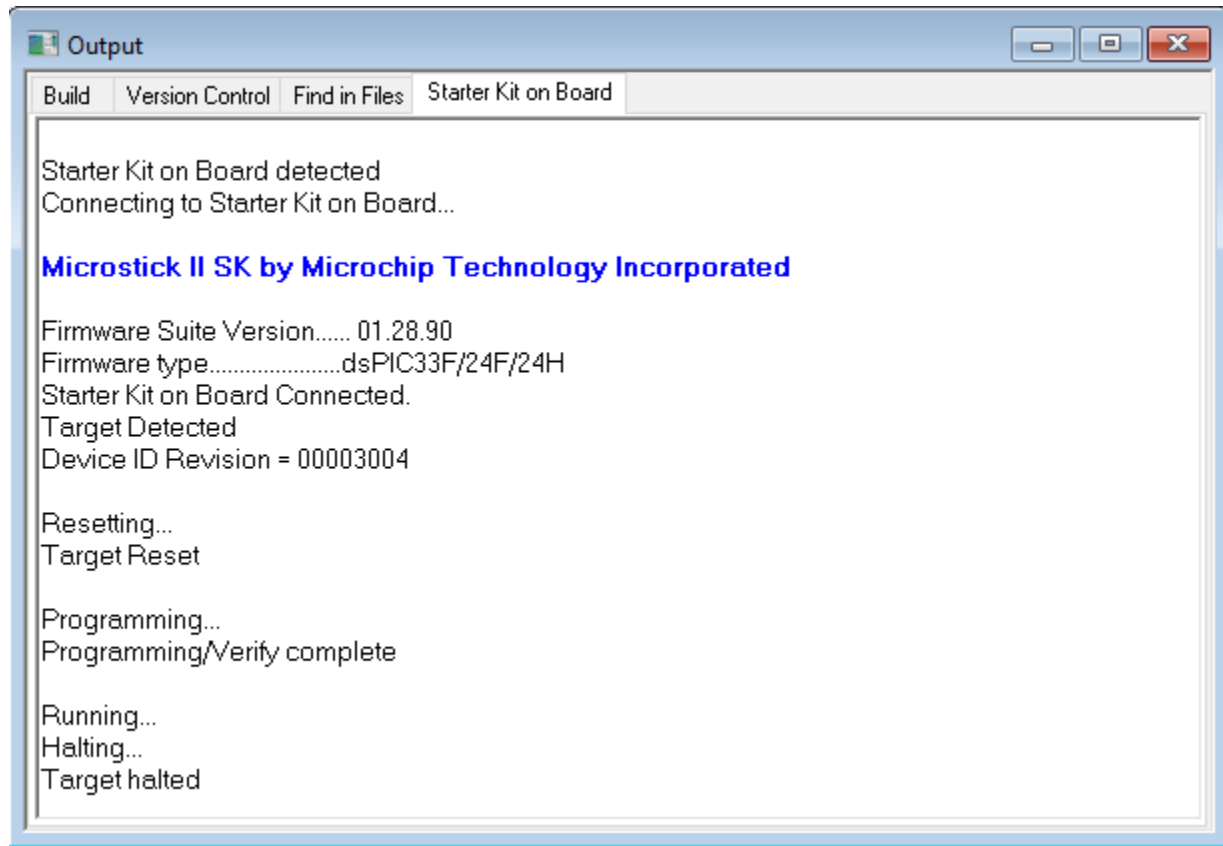 Output
Build Version Control Find in Files Starter Kit on Board
Starter Kit on Board detected
Connecting to Starter Kit on Board...
Microstick II SK by Microchip Technology Incorporated
Firmware Suite Version...... 01.28.90
Firmware type......................dsPIC33F/24F/24H
Starter Kit on Board Connected.
Target Detected
Device ID Revision = 00003004
Resetting...
Target Reset
Programming...
Programming/Verify complete
Running...
Halting...
Target halted